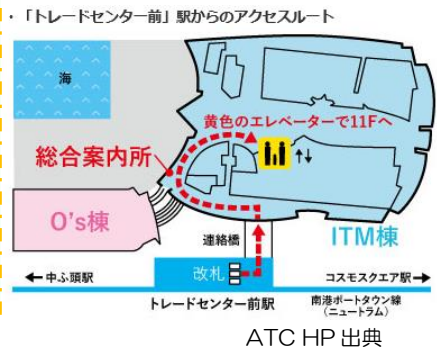 ・「トレードセンター前」駅からのアクセスルート
海
黄色のエレベーターで11Fへ
総合案内所
↑↓
O's棟
連絡橋
ITM棟
←中ふ頭駅
改札
コスモスクエア駅→
トレードセンター前駅
南港ポートタウン線
（ニュートラム）
ATC HP 出典